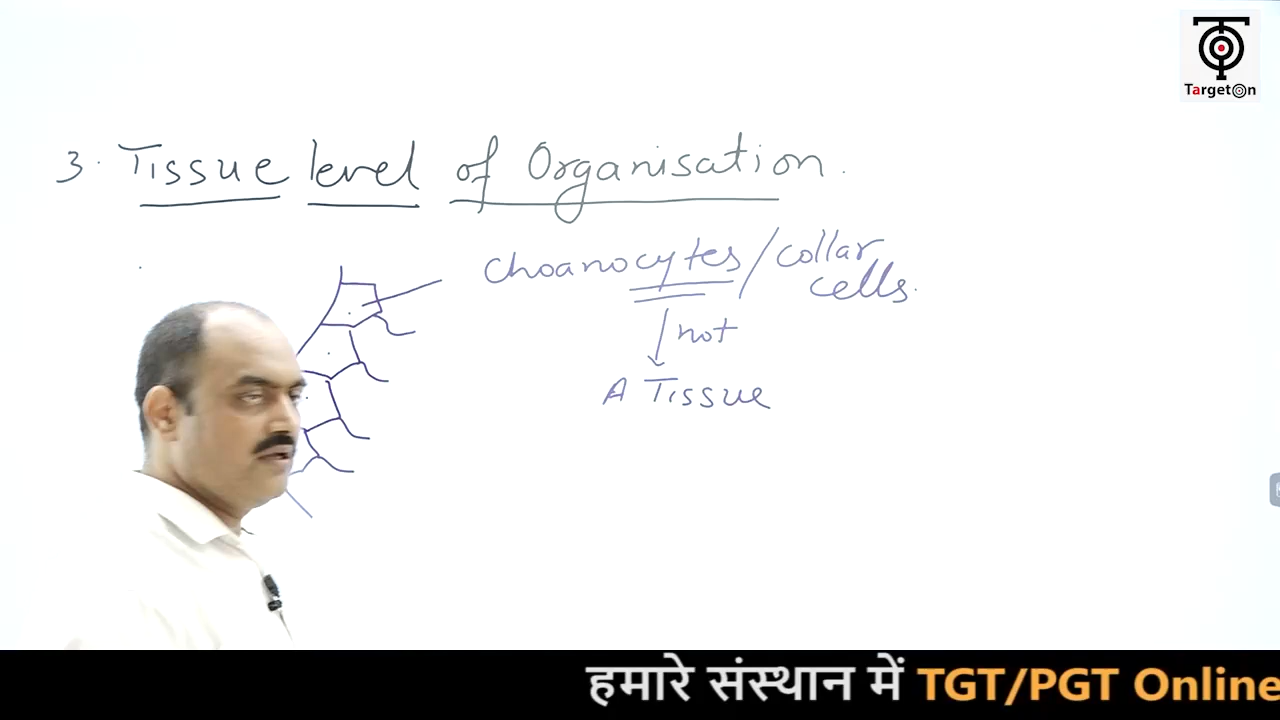 TargetOn
3. Tissue level of Organisation.
Choanocytes/collar
cells.
not
A Tissue
हमारे संस्थान में TGT/PGT Online